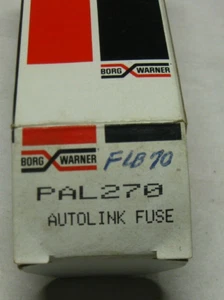 BORG WARNER
BORG WARNER FLB 70
PAL270
AUTOLINK FUSE